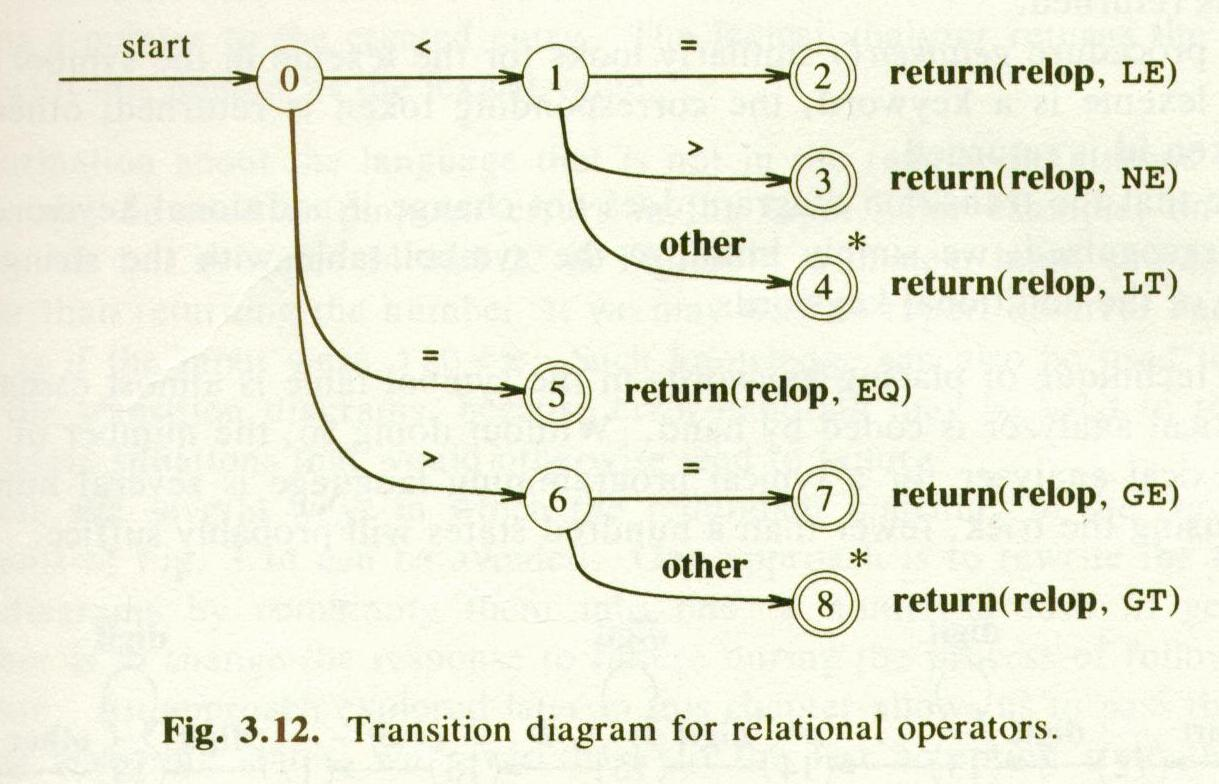 start < = 
0 1 2 return(relop, LE)
>
3 return(relop, NE)
other *
4 return(relop, LT)
=
5 return(relop, EQ)
> =
6 7 return(relop, GE)
other *
8 return(relop, GT)
Fig. 3.12. Transition diagram for relational operators.